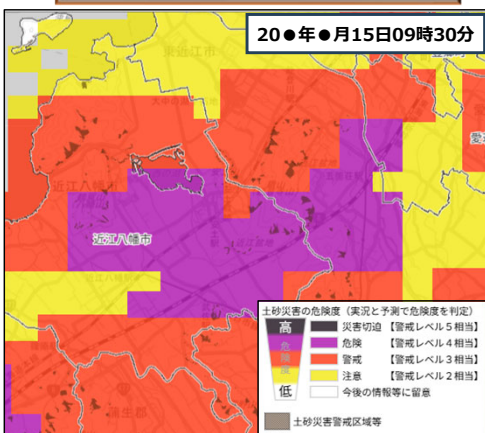 20●年●月15日09時30分
東近江市
近江八幡市
近江八幡市
蒲生郡
土砂災害の危険度（実況と予測で危険度を判定）
高
危険度
低
災害切迫 【警戒レベル5相当】
危険 【警戒レベル4相当】
警戒 【警戒レベル3相当】
注意 【警戒レベル2相当】
今後の情報等に留意
土砂災害警戒区域等